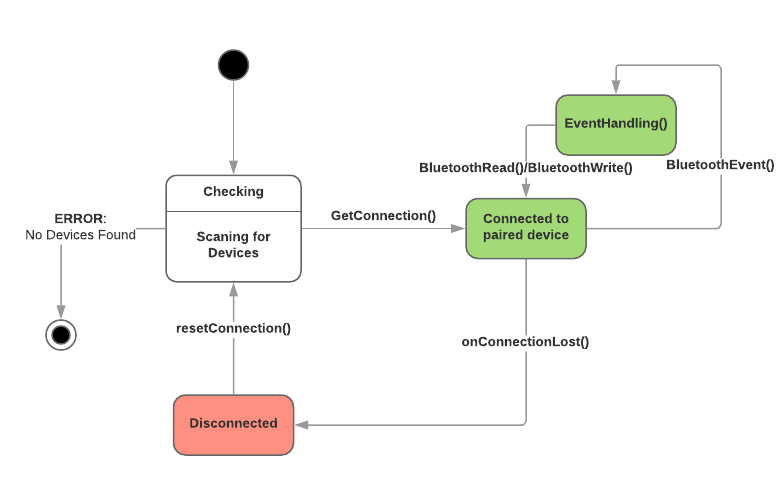 EventHandling()
BluetoothRead()/BluetoothWrite()
BluetoothEvent()
Checking
Scaning for
Devices
ERROR:
No Devices Found
GetConnection()
Connected to
paired device
resetConnection()
onConnectionLost()
Disconnected